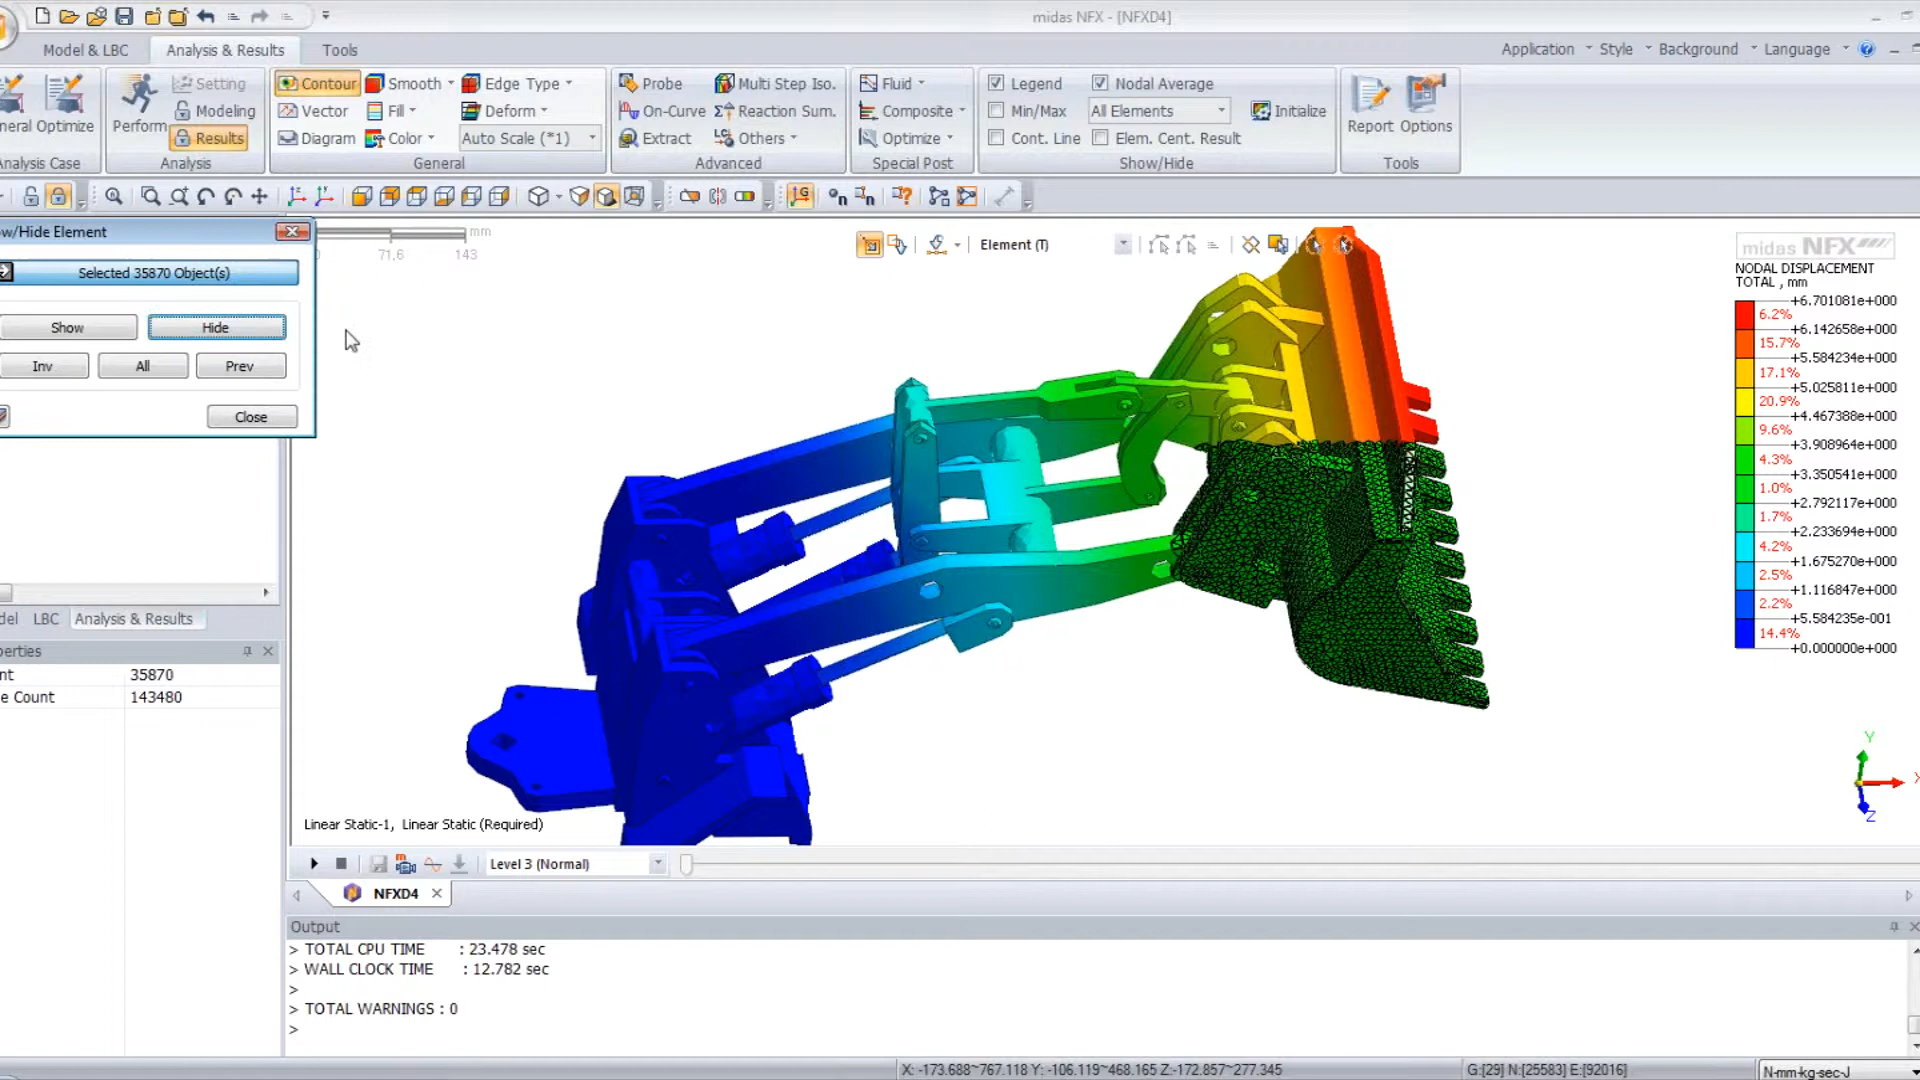 midas NFX - [NFXD4]
Model & LBC
Analysis & Results
Tools
Application
Style
Background
Language
Setting
Modeling
Perform
Results
Optimize
Analysis
Contour
Vector
Diagram
Smooth
Fill
Color
Edge Type
Deform
Auto Scale (*1)
General
Probe
On-Curve
Extract
Multi Step Iso.
Reaction Sum.
Others
Advanced
Fluid
Composite
Optimize
Special Post
Legend
Min/Max
Cont. Line
Nodal Average
All Elements
Elem. Cent. Result
Initialize
Show/Hide
Report
Options
Tools
neral
nalysis Case
w/Hide Element
Selected 35870 Object(s)
Show
Hide
Inv
All
Prev
Close
mm
71.6
143
Element (T)
midas NFX
NODAL DISPLACEMENT
TOTAL , mm
+6.701081e+000
6.2%
+6.142658e+000
15.7%
+5.584234e+000
17.1%
+5.025811e+000
20.9%
+4.467388e+000
9.6%
+3.908964e+000
4.3%
+3.350541e+000
1.0%
+2.792117e+000
1.7%
+2.233694e+000
4.2%
+1.675270e+000
2.5%
+1.116847e+000
2.2%
+5.584235e-001
14.4%
+0.000000e+000
del
LBC
Analysis & Results
perties
nt
35870
e Count
143480
Y
X
Z
Linear Static-1, Linear Static (Required)
Level 3 (Normal)
NFXD4
Output
> TOTAL CPU TIME : 23.478 sec
> WALL CLOCK TIME : 12.782 sec
>
> TOTAL WARNINGS : 0
>
X: -173.688~767.118 Y: -106.119~468.165 Z:-172.857~277.345
G:[29] N:[25583] E:[92016]
N-mm-kg-sec-J